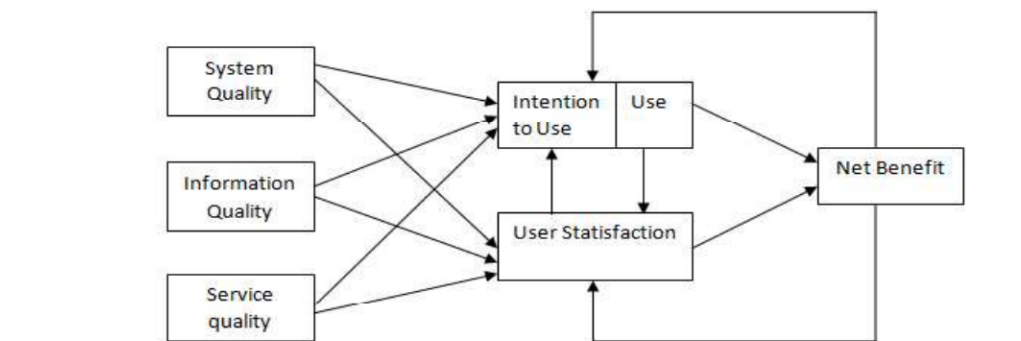 System
Quality
Information
Quality
Service
quality
Intention
to Use
Use
User Statisfaction
Net Benefit